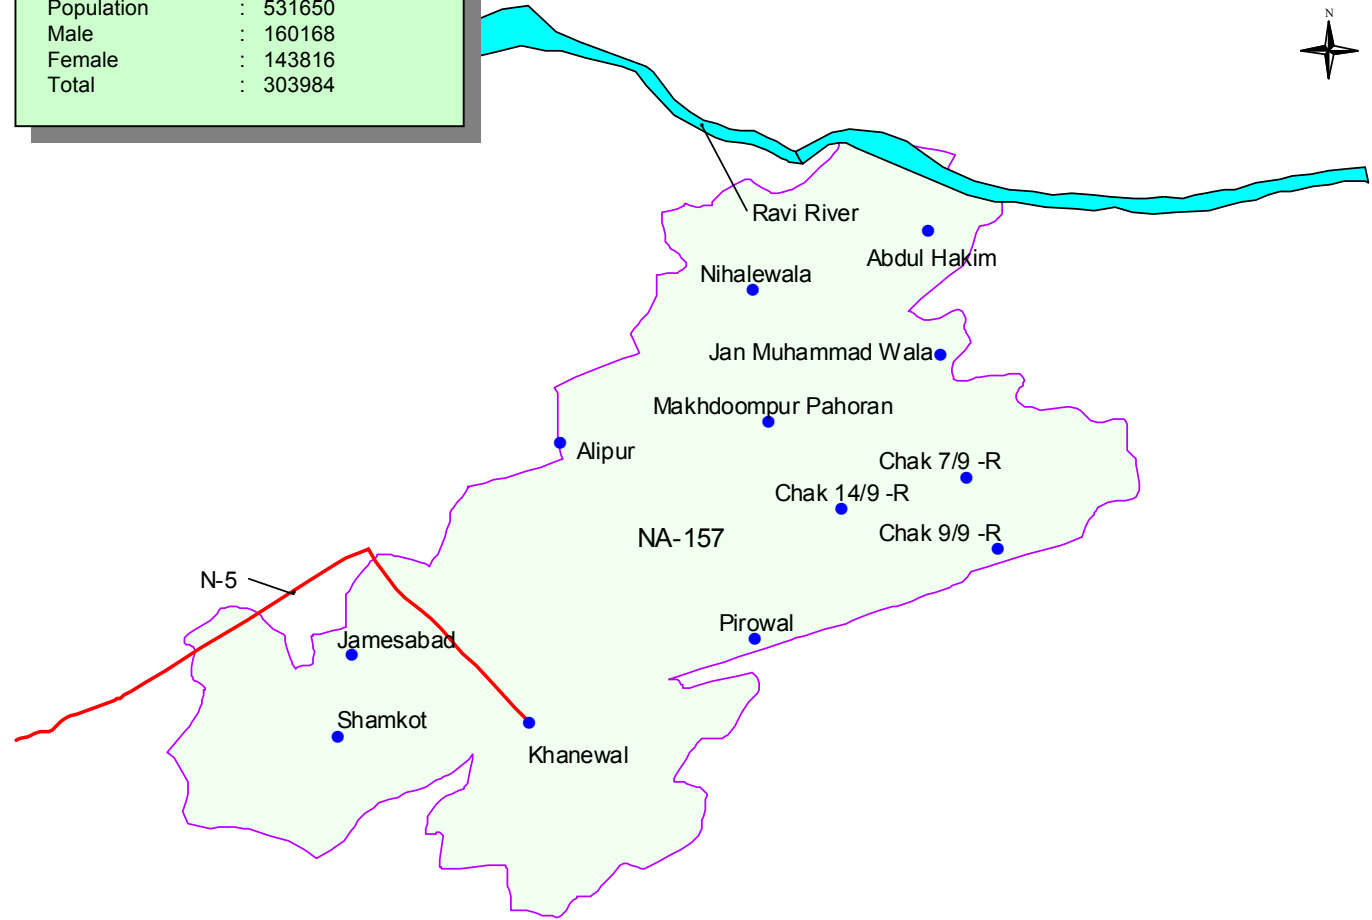 Population : 531650
Male : 160168
Female : 143816
Total : 303984
N
Ravi River
Abdul Hakim
Nihalewala
Jan Muhammad Wala
Makhdoompur Pahoran
Alipur
Chak 7/9 -R
Chak 14/9 -R
Chak 9/9 -R
NA-157
N-5
Pirowal
Jamesabad
Shamkot
Khanewal